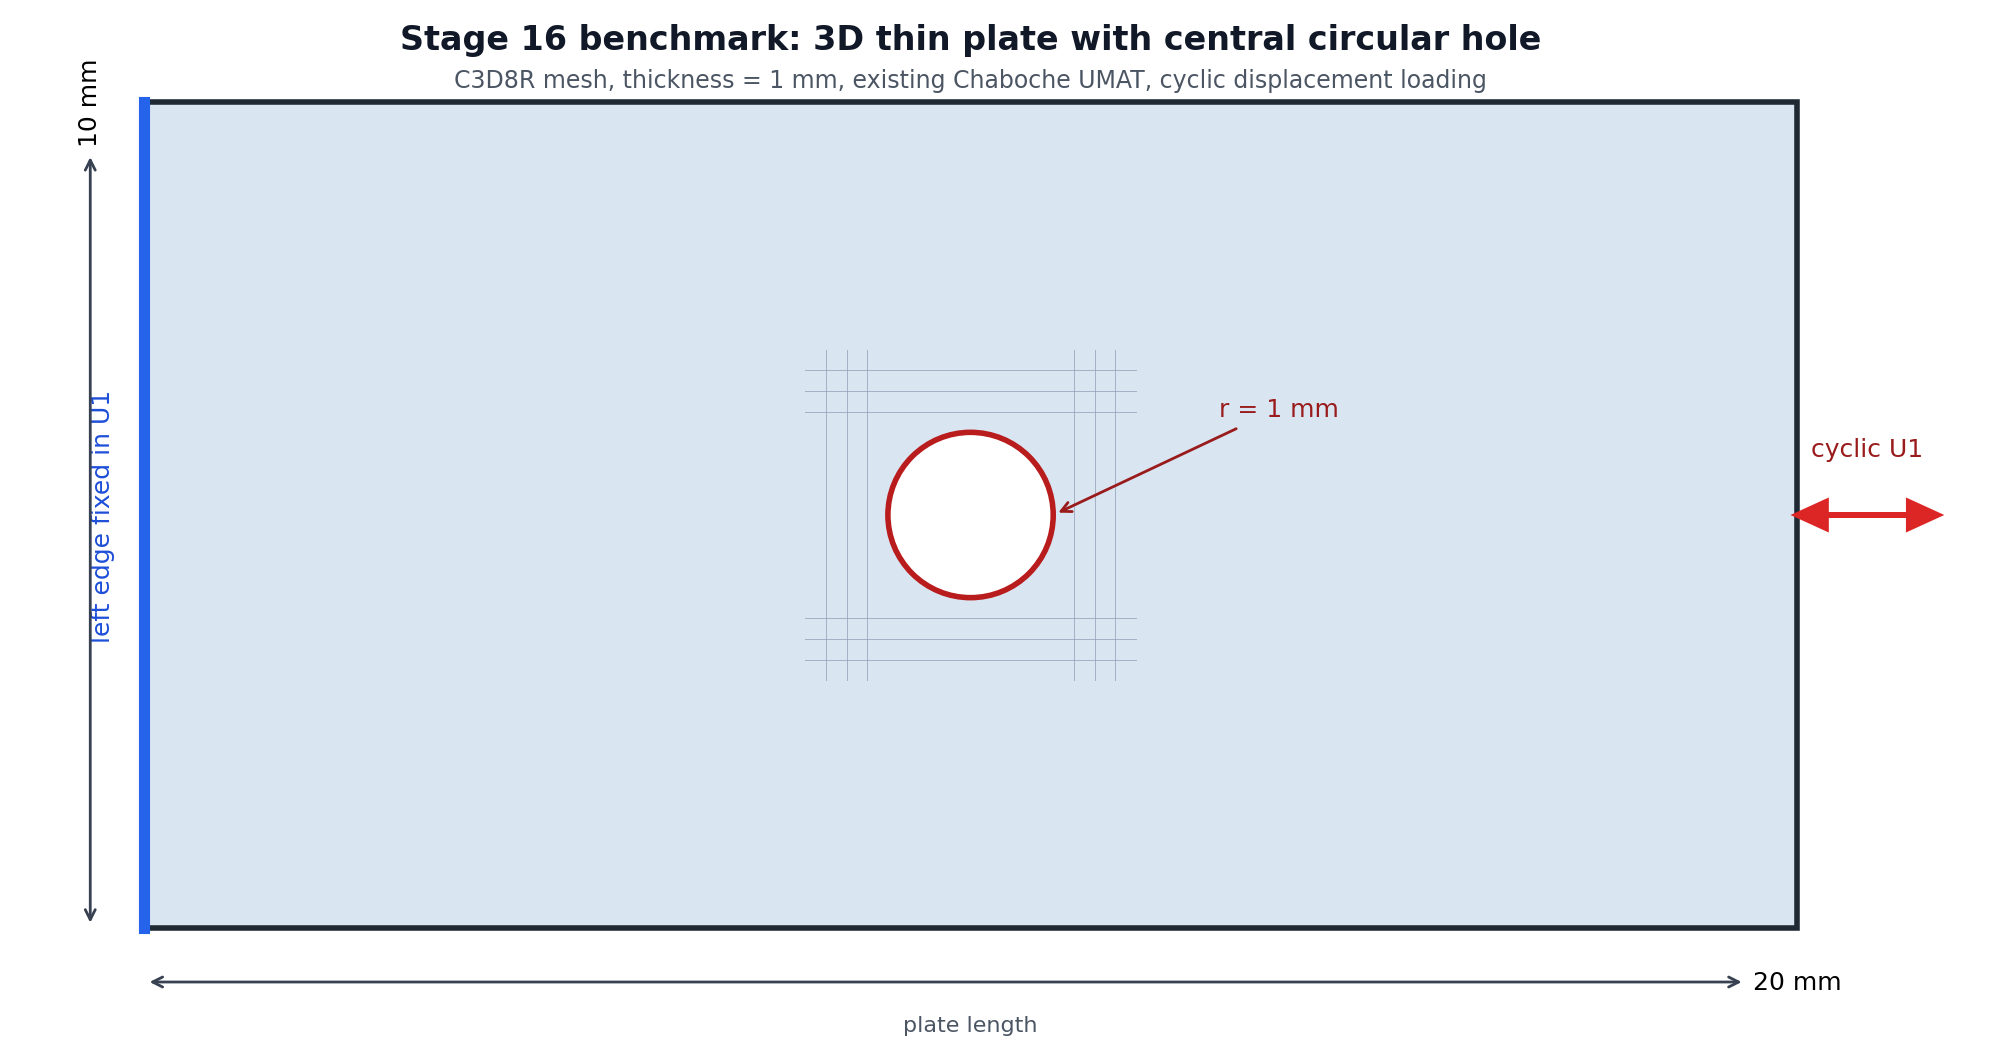 Stage 16 benchmark: 3D thin plate with central circular hole
C3D8R mesh, thickness = 1 mm, existing Chaboche UMAT, cyclic displacement loading
10 mm
left edge fixed in U1
r = 1 mm
cyclic U1
20 mm
plate length